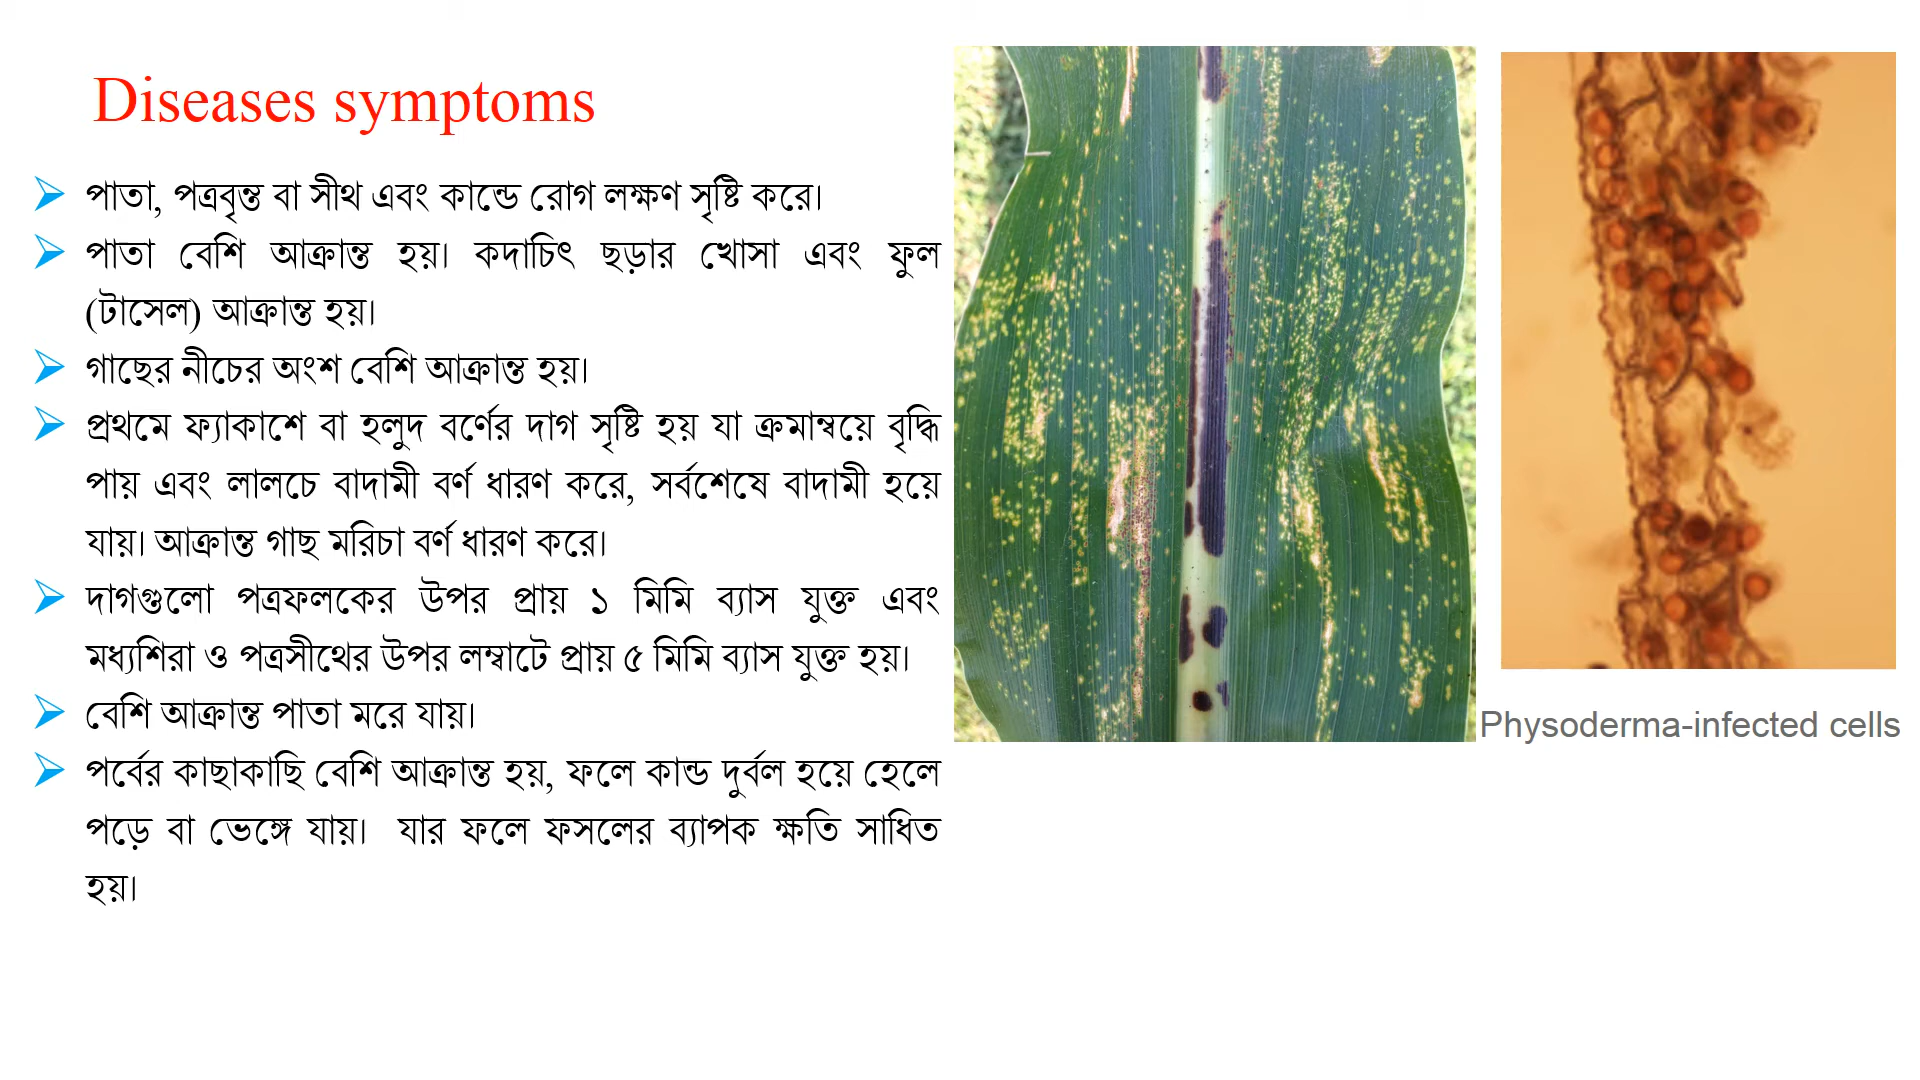 Diseases symptoms
পাতা, পত্রবৃন্ত বা সীথ এবং কান্ডে রোগ লক্ষণ সৃষ্টি করে।
পাতা বেশি আক্রান্ত হয়। কদাচিৎ ছড়ার খোসা এবং ফুল
(টাসেল) আক্রান্ত হয়।
গাছের নীচের অংশ বেশি আক্রান্ত হয়।
প্রথমে ফ্যাকাশে বা হলুদ বর্ণের দাগ সৃষ্টি হয় যা ক্রমাম্বয়ে বৃদ্ধি
পায় এবং লালচে বাদামী বর্ণ ধারণ করে, সর্বশেষে বাদামী হয়ে
যায়। আক্রান্ত গাছ মরিচা বর্ণ ধারণ করে।
দাগগুলো পত্রফলকের উপর প্রায় ১ মিমি ব্যাস যুক্ত এবং
মধ্যশিরা ও পত্রসীথের উপর লম্বাটে প্রায় ৫ মিমি ব্যাস যুক্ত হয়।
বেশি আক্রান্ত পাতা মরে যায়।
পর্বের কাছাকাছি বেশি আক্রান্ত হয়, ফলে কান্ড দুর্বল হয়ে হেলে
পড়ে বা ভেঙ্গে যায়। যার ফলে ফসলের ব্যাপক ক্ষতি সাধিত
হয়।
Physoderma-infected cells